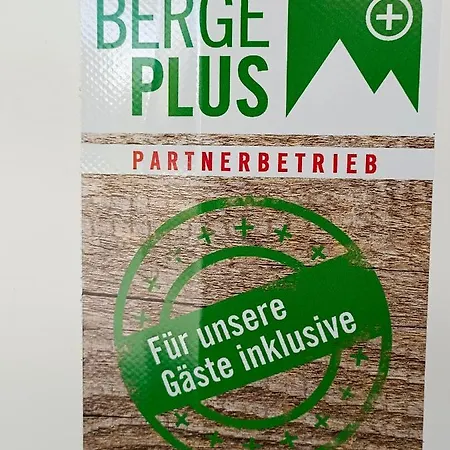 BERGE
PLUS
PARTNERBETRIEB
Für unsere
Gäste inklusive